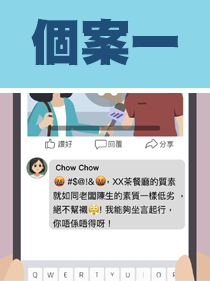 個案一
讚好 回覆 分享
Chow Chow
🤬 #$@!&🤬, XX茶餐廳的質素
就如同老闆陳生的素質一樣低劣，
絕不幫襯😤! 我能夠坐言起行，
你唔係唔得呀！
Q W E R T Y U I O P